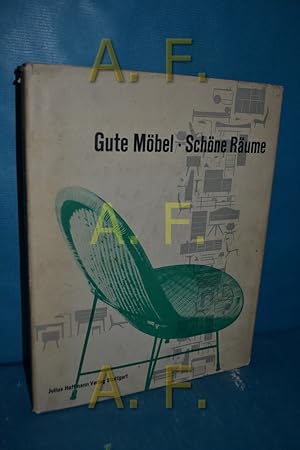 A. F.
Gute Möbel · Schöne Räume
A. F.
Julius Hoffmann Verlag Stuttgart
A. F.